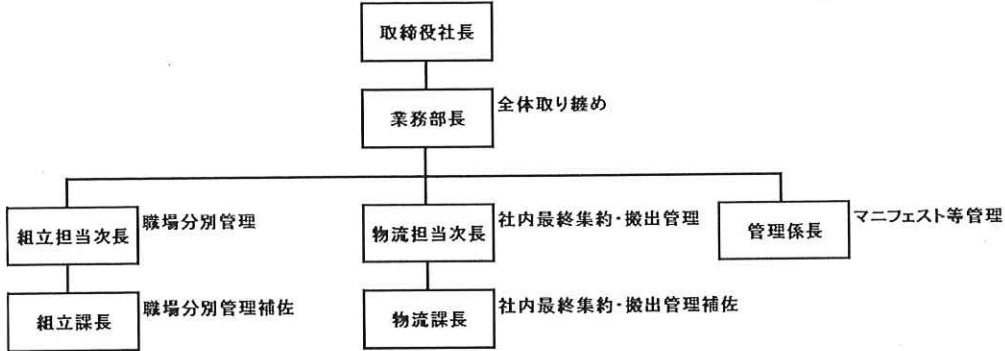 取締役社長
業務部長
全体取り纏め
組立担当次長
職場分別管理
物流担当次長
社内最終集約・搬出管理
管理係長
マニフェスト等管理
組立課長
職場分別管理補佐
物流課長
社内最終集約・搬出管理補佐